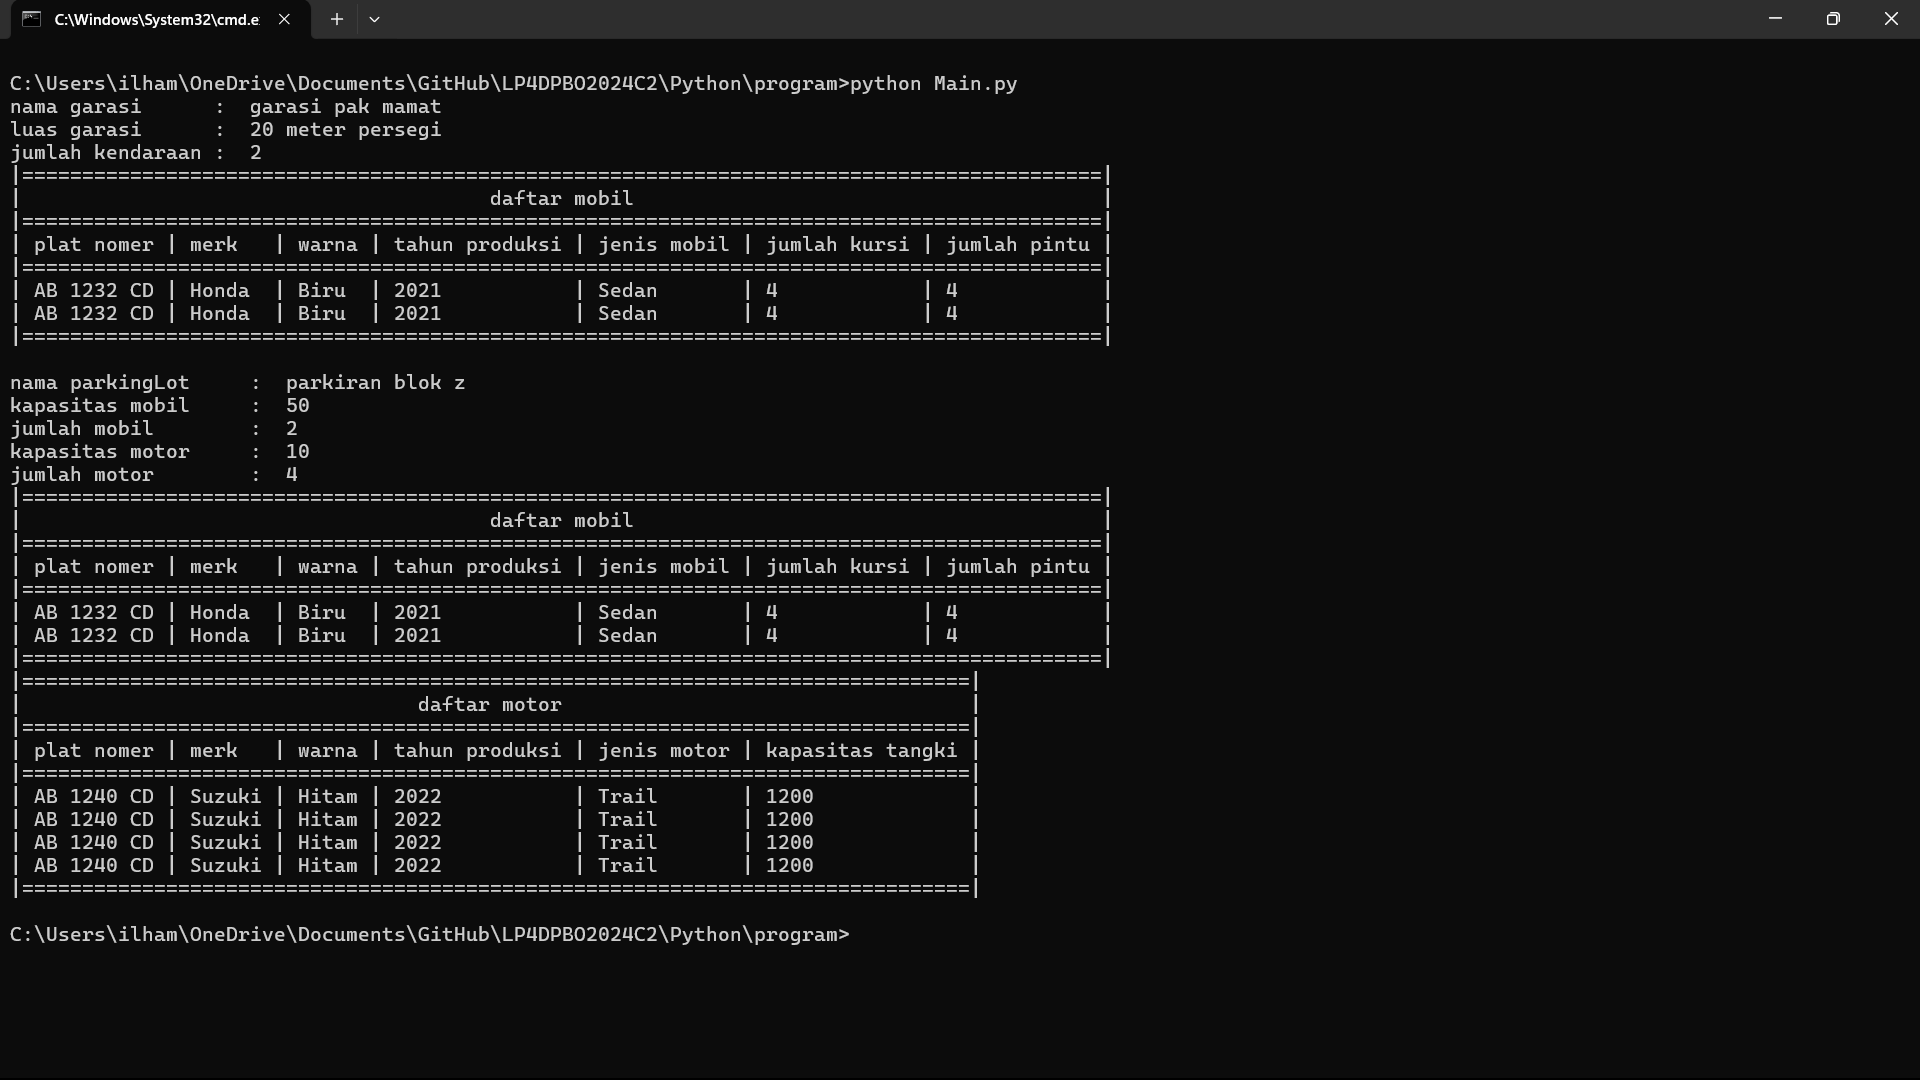 C:\Windows\System32\cmd.e
C:\Users\ilham\OneDrive\Documents\GitHub\LP4DPBO2024C2\Python\program>python Main.py
nama garasi      :  garasi pak mamat
luas garasi      :  20 meter persegi
jumlah kendaraan :  2
|==========================================================================================|
|                                       daftar mobil                                       |
|==========================================================================================|
| plat nomer | merk   | warna | tahun produksi | jenis mobil | jumlah kursi | jumlah pintu |
|==========================================================================================|
| AB 1232 CD | Honda  | Biru  | 2021           | Sedan       | 4            | 4            |
| AB 1232 CD | Honda  | Biru  | 2021           | Sedan       | 4            | 4            |
|==========================================================================================|
nama parkingLot     :  parkiran blok z
kapasitas mobil     :  50
jumlah mobil        :  2
kapasitas motor     :  10
jumlah motor        :  4
|==========================================================================================|
|                                       daftar mobil                                       |
|==========================================================================================|
| plat nomer | merk   | warna | tahun produksi | jenis mobil | jumlah kursi | jumlah pintu |
|==========================================================================================|
| AB 1232 CD | Honda  | Biru  | 2021           | Sedan       | 4            | 4            |
| AB 1232 CD | Honda  | Biru  | 2021           | Sedan       | 4            | 4            |
|==========================================================================================|
|===============================================================================|
|                                 daftar motor                                  |
|===============================================================================|
| plat nomer | merk   | warna | tahun produksi | jenis motor | kapasitas tangki |
|===============================================================================|
| AB 1240 CD | Suzuki | Hitam | 2022           | Trail       | 1200             |
| AB 1240 CD | Suzuki | Hitam | 2022           | Trail       | 1200             |
| AB 1240 CD | Suzuki | Hitam | 2022           | Trail       | 1200             |
| AB 1240 CD | Suzuki | Hitam | 2022           | Trail       | 1200             |
|===============================================================================|
C:\Users\ilham\OneDrive\Documents\GitHub\LP4DPBO2024C2\Python\program>